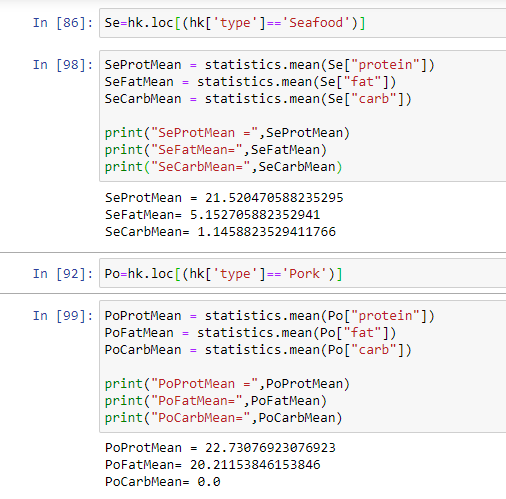 In [86]: Se=hk.loc[(hk['type']=='Seafood')]
In [98]: SeProtMean = statistics.mean(Se["protein"])
SeFatMean = statistics.mean(Se["fat"])
SeCarbMean = statistics.mean(Se["carb"])
print("SeProtMean =",SeProtMean)
print("SeFatMean=",SeFatMean)
print("SeCarbMean=",SeCarbMean)
SeProtMean = 21.520470588235295
SeFatMean= 5.152705882352941
SeCarbMean= 1.1458823529411766
In [92]: Po=hk.loc[(hk['type']=='Pork')]
In [99]: PoProtMean = statistics.mean(Po["protein"])
PoFatMean = statistics.mean(Po["fat"])
PoCarbMean = statistics.mean(Po["carb"])
print("PoProtMean =",PoProtMean)
print("PoFatMean=",PoFatMean)
print("PoCarbMean=",PoCarbMean)
PoProtMean = 22.73076923076923
PoFatMean= 20.21153846153846
PoCarbMean= 0.0